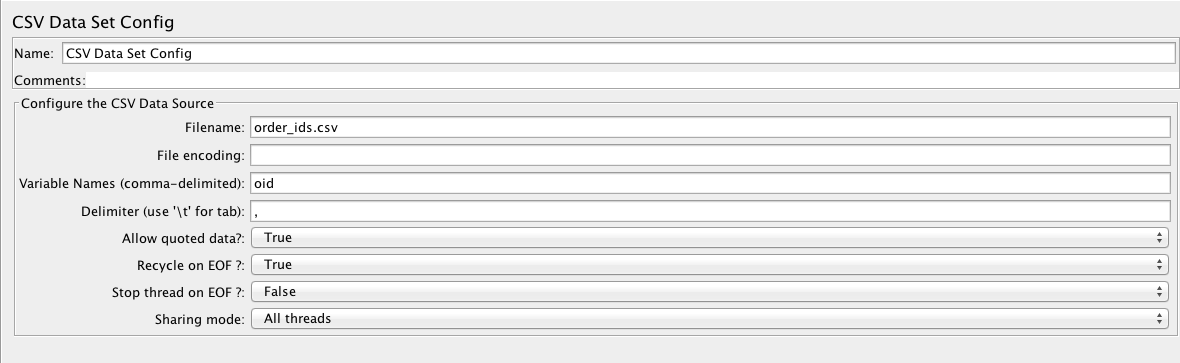 CSV Data Set Config
Name: CSV Data Set Config
Comments:
Configure the CSV Data Source
Filename: order_ids.csv
File encoding:
Variable Names (comma-delimited): oid
Delimiter (use '\t' for tab): ,
Allow quoted data?: True
Recycle on EOF ?: True
Stop thread on EOF ?: False
Sharing mode: All threads